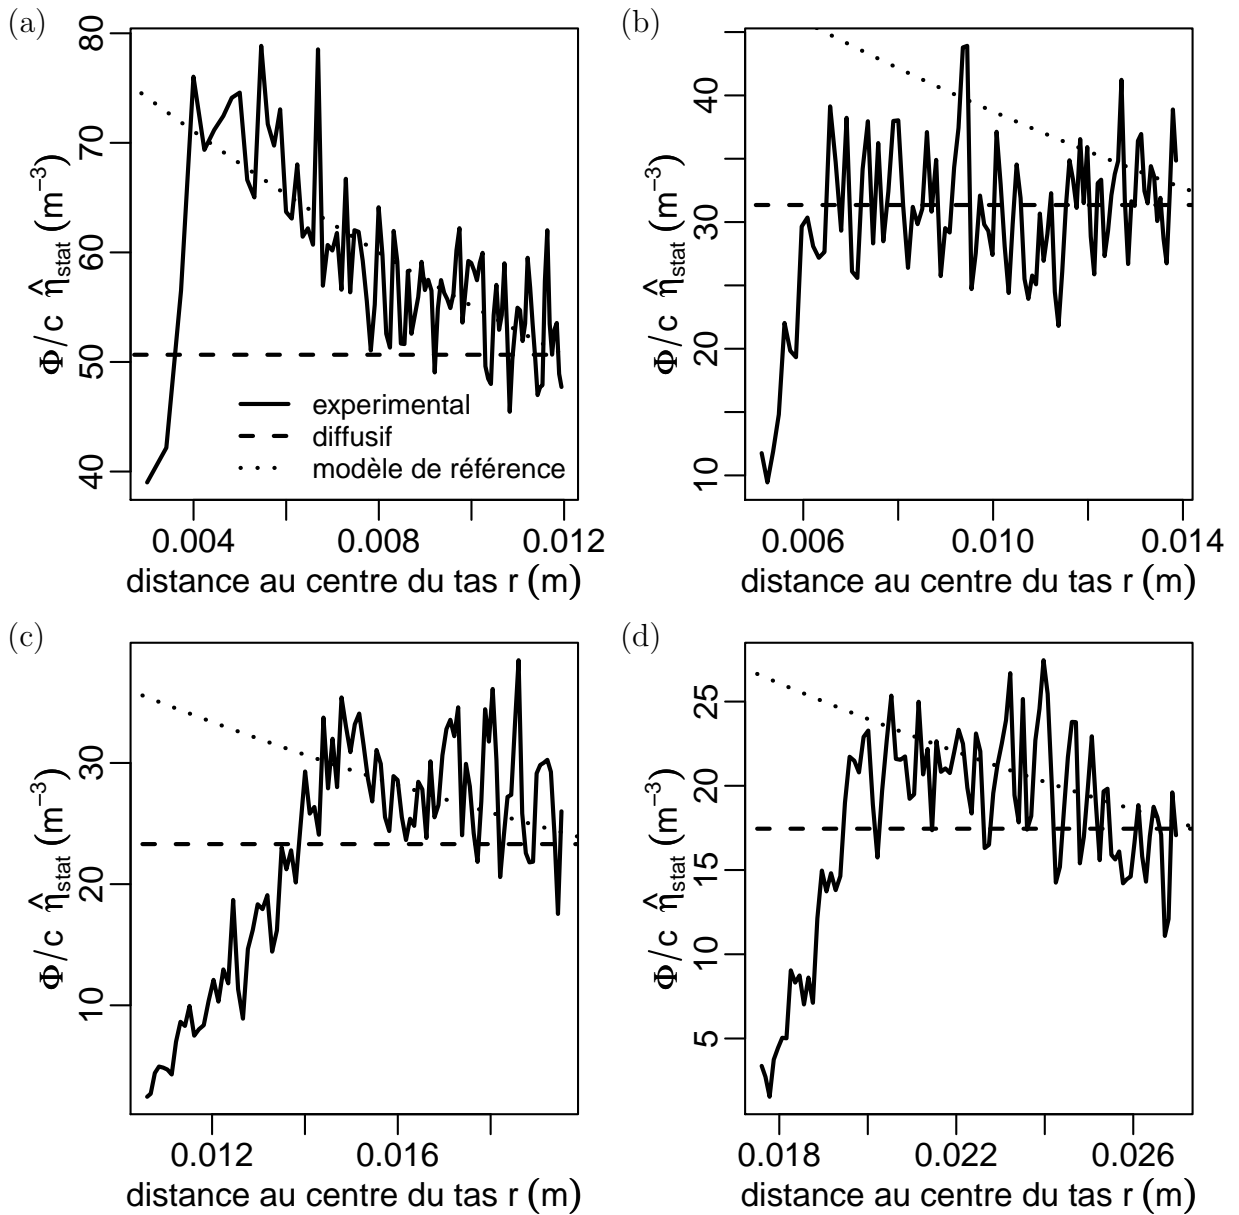 (a)
80
70
60
50
40
Φ/c η̂stat (m⁻³)
experimental
diffusif
modèle de référence
0.004 0.008 0.012
distance au centre du tas r (m)
(b)
40
30
20
10
Φ/c η̂stat (m⁻³)
0.006 0.010 0.014
distance au centre du tas r (m)
(c)
30
20
10
Φ/c η̂stat (m⁻³)
0.012 0.016
distance au centre du tas r (m)
(d)
25
20
15
10
5
Φ/c η̂stat (m⁻³)
0.018 0.022 0.026
distance au centre du tas r (m)